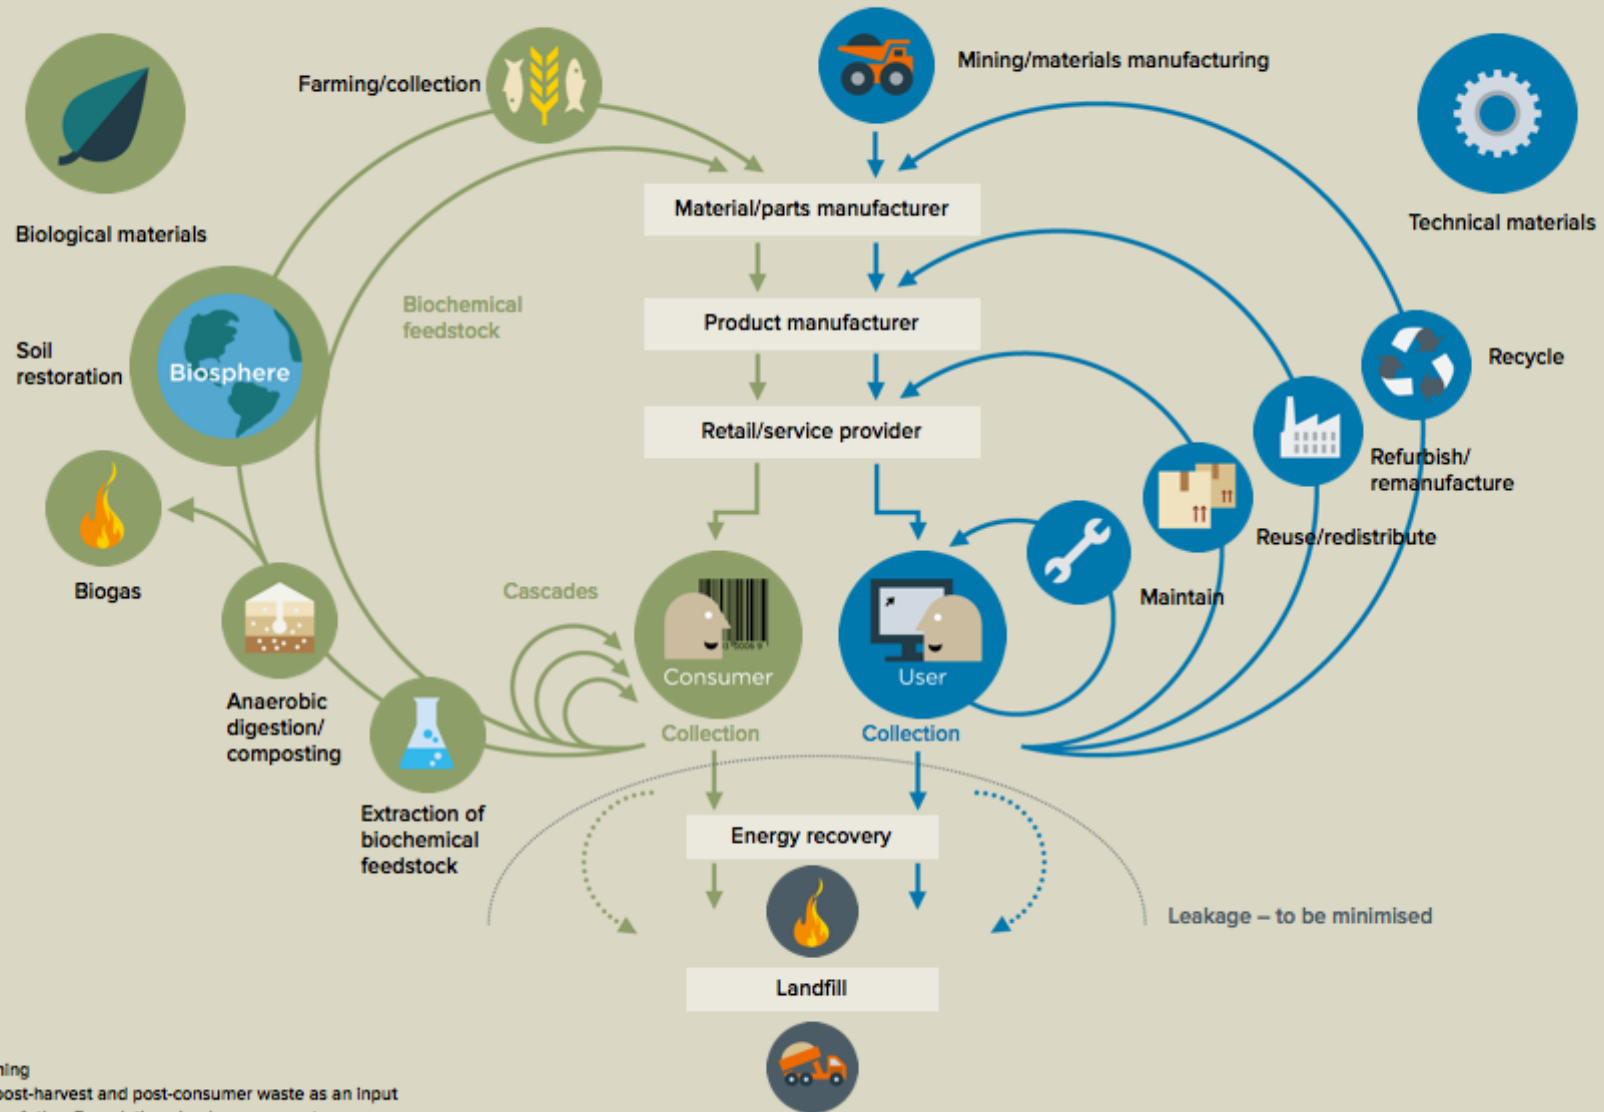 Farming/collection
Mining/materials manufacturing
Biological materials
Technical materials
Material/parts manufacturer
Biochemical
feedstock
Product manufacturer
Soil
restoration
Biosphere
Recycle
Retail/service provider
Refurbish/
remanufacture
Reuse/redistribute
Biogas
Cascades
Maintain
Consumer
User
Anaerobic
digestion/
composting
Collection
Collection
Extraction of
biochemical
feedstock
Energy recovery
Leakage – to be minimised
Landfill
post-harvest and post-consumer waste as an input